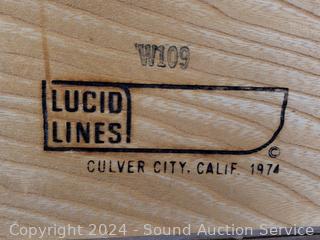 W109
LUCID
LINES
©
CULVER CITY, CALIF. 1974
Copyright © 2024 - Sound Auction Service